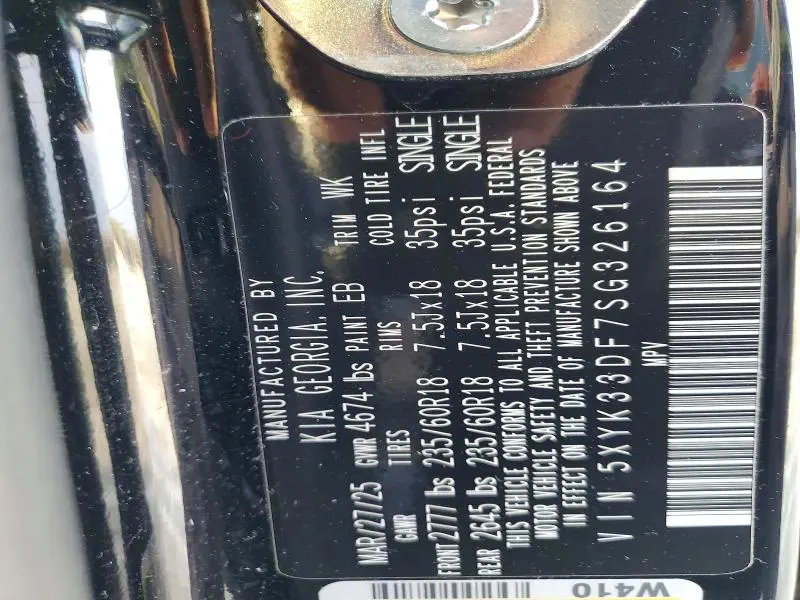 MANUFACTURED BY
KIA GEORGIA, INC.
MAR/27/25 GVWR 4674 lbs PAINT EB TRIM WK
GAWR TIRES RIMS COLD TIRE INFL
FRONT 2777 lbs 235/60R18 7.5Jx18 35psi SINGLE
REAR 2645 lbs 235/60R18 7.5Jx18 35psi SINGLE
THIS VEHICLE CONFORMS TO ALL APPLICABLE U.S.A. FEDERAL
MOTOR VEHICLE SAFETY AND THEFT PREVENTION STANDARDS
IN EFFECT ON THE DATE OF MANUFACTURE SHOWN ABOVE
VIN 5XYK33DF7SG326164
MPV
W410